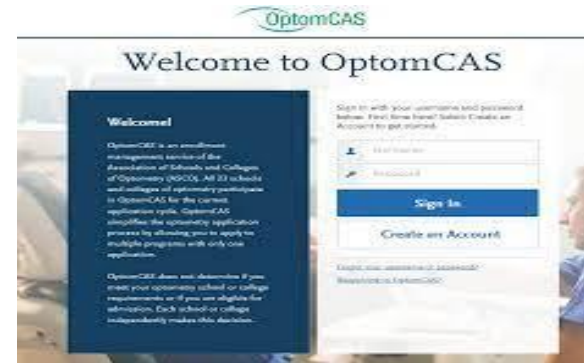 OptomCAS
Welcome to OptomCAS
Welcome!
OptomCAS is an enrollment
management service of the
Association of Schools and Colleges
of Optometry (ASCO). All 23 schools
and colleges of optometry participate
in OptomCAS for the current
application cycle. OptomCAS
simplifies the optometry application
process by allowing you to apply to
multiple programs with only one
application.
OptomCAS does not determine if you
meet your optometry school or college
requirements or if you are eligible for
admission. Each school or college
independently makes this decision.
Sign in with your username and password
below. First time here? Select Create an
Account to get started.
Username
Password
Sign In
Create an Account
Forgot your username or password?
OptomCAS?